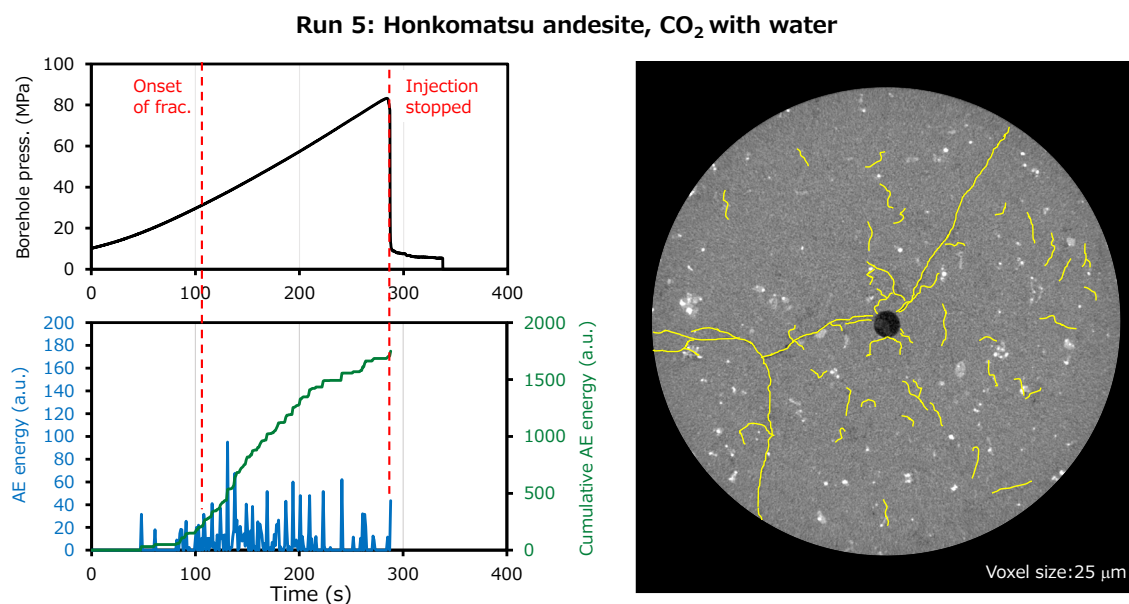 Run 5: Honkomatsu andesite, CO₂ with water
Borehole press. (MPa)
100
80
60
40
20
0
Onset
of frac.
Injection
stopped
0 100 200 300 400
AE energy (a.u.)
200
180
160
140
120
100
80
60
40
20
0
2000
1500
1000
500
0
Cumulative AE energy (a.u.)
0 100 200 300 400
Time (s)
Voxel size:25 μm